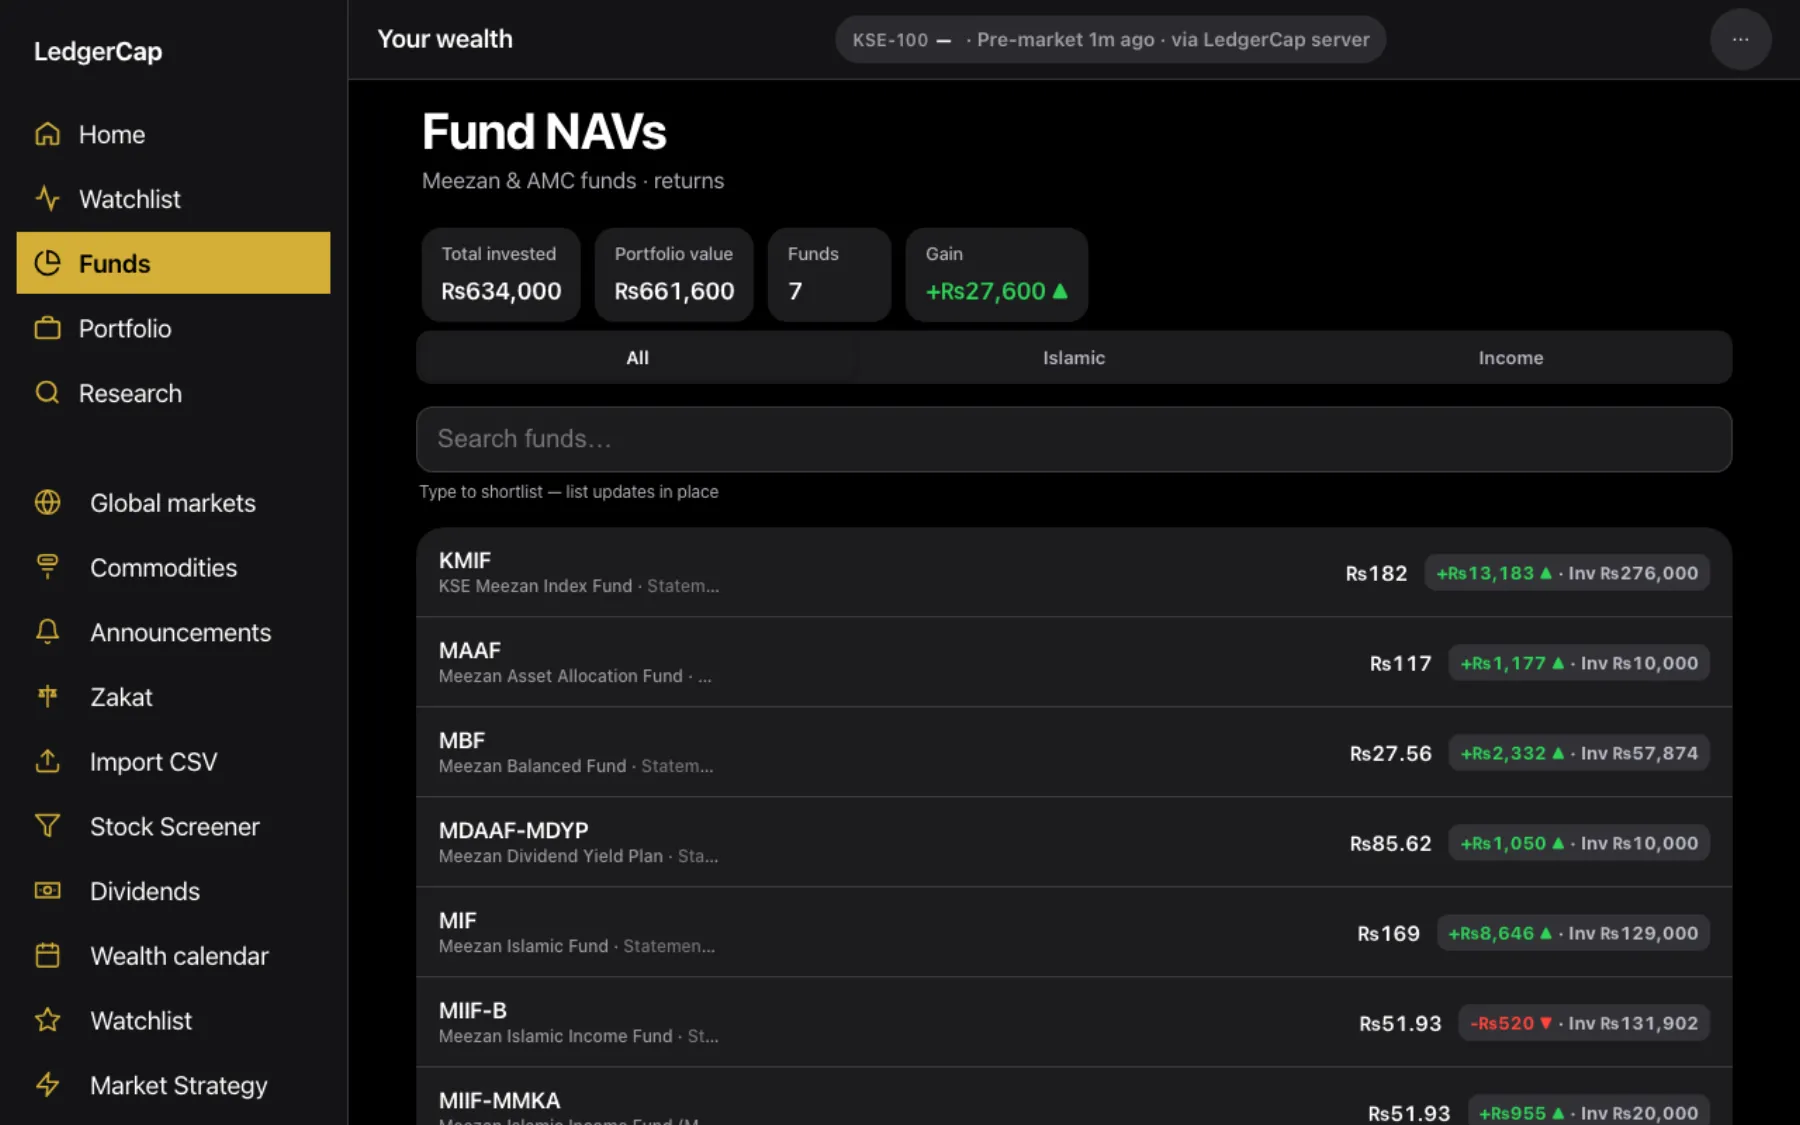 LedgerCap
Home
Watchlist
Funds
Portfolio
Research
Global markets
Commodities
Announcements
Zakat
Import CSV
Stock Screener
Dividends
Wealth calendar
Watchlist
Market Strategy
Your wealth
KSE-100 — · Pre-market 1m ago · via LedgerCap server
...
Fund NAVs
Meezan & AMC funds · returns
Total invested
Rs634,000
Portfolio value
Rs661,600
Funds
7
Gain
+Rs27,600 ▲
All
Islamic
Income
Search funds...
Type to shortlist — list updates in place
KMIF
KSE Meezan Index Fund · Statem...
Rs182
+Rs13,183 ▲ · Inv Rs276,000
MAAF
Meezan Asset Allocation Fund · ...
Rs117
+Rs1,177 ▲ · Inv Rs10,000
MBF
Meezan Balanced Fund · Statem...
Rs27.56
+Rs2,332 ▲ · Inv Rs57,874
MDAAF-MDYP
Meezan Dividend Yield Plan · Sta...
Rs85.62
+Rs1,050 ▲ · Inv Rs10,000
MIF
Meezan Islamic Fund · Statemen...
Rs169
+Rs8,646 ▲ · Inv Rs129,000
MIIF-B
Meezan Islamic Income Fund · St...
Rs51.93
-Rs520 ▼ · Inv Rs131,902
MIIF-MMKA
Meezan Islamic Income Fund (M...
Rs51.93
+Rs955 ▲ · Inv Rs20,000